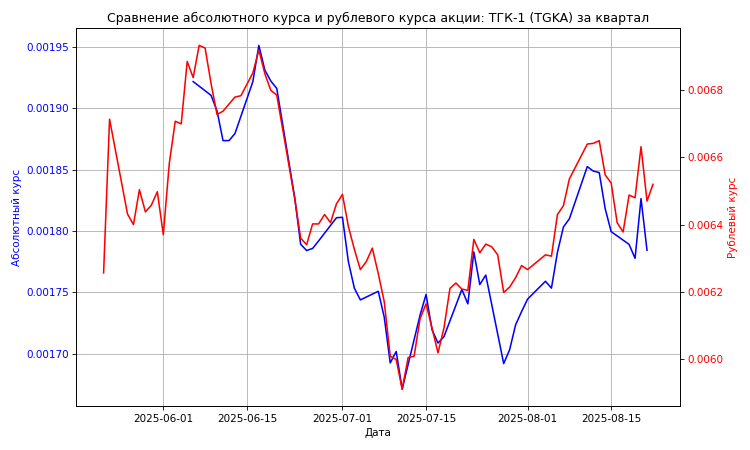 Сравнение абсолютного курса и рублевого курса акции: ТГК-1 (TGKA) за квартал
0.00195
0.00190
0.00185
0.00180
0.00175
0.00170
Абсолютный курс
0.0068
0.0066
0.0064
0.0062
0.0060
Рублевый курс
2025-06-01 2025-06-15 2025-07-01 2025-07-15 2025-08-01 2025-08-15
Дата